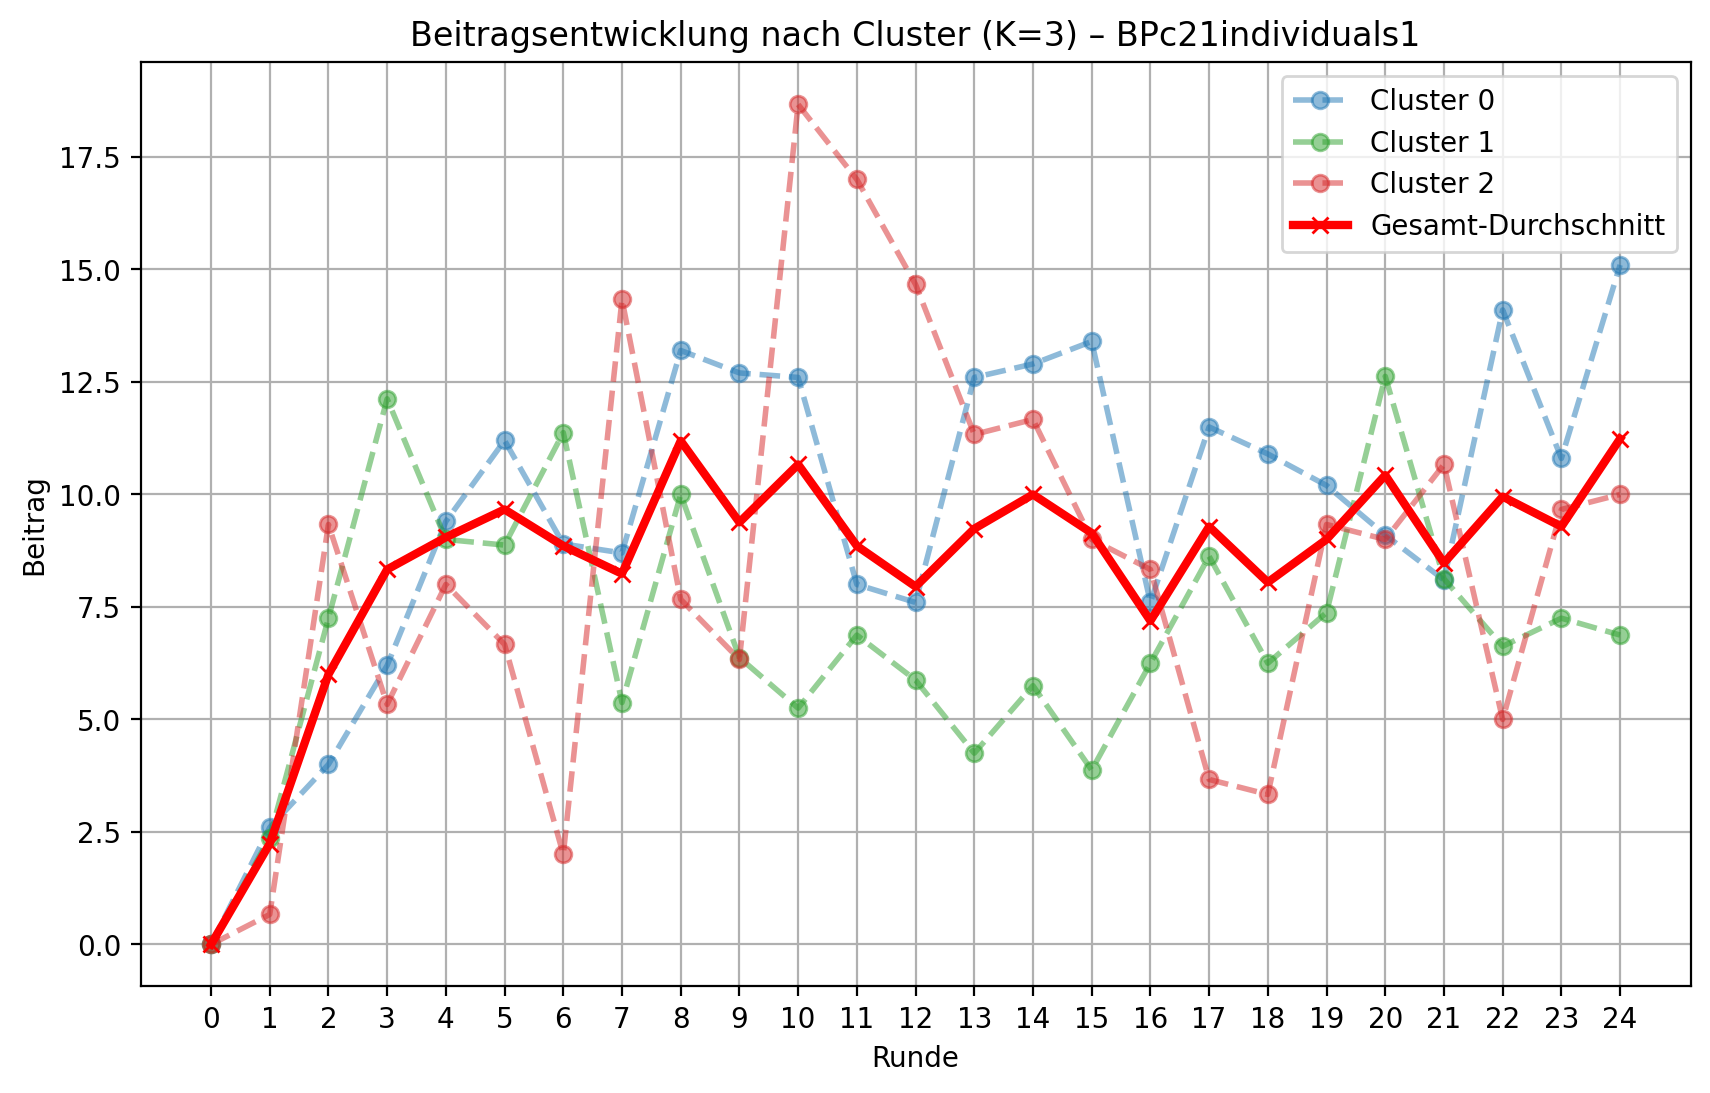 Beitragsentwicklung nach Cluster (K=3) – BPc21individuals1
Cluster 0
Cluster 1
Cluster 2
Gesamt-Durchschnitt
17.5
15.0
12.5
10.0
7.5
5.0
2.5
0.0
Beitrag
0 1 2 3 4 5 6 7 8 9 10 11 12 13 14 15 16 17 18 19 20 21 22 23 24
Runde